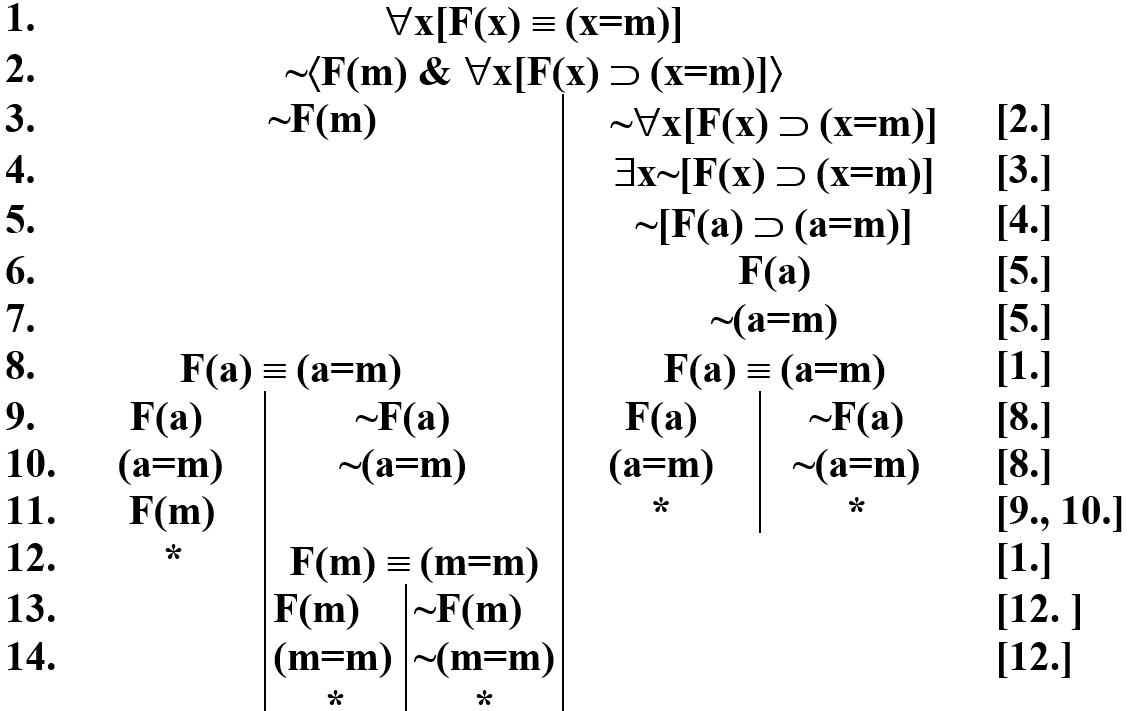 1. ∀x[F(x) ≡ (x=m)]
2. ~⟨F(m) & ∀x[F(x) ⊃ (x=m)]⟩
3. ~F(m) ~∀x[F(x) ⊃ (x=m)] [2.]
4. ∃x~[F(x) ⊃ (x=m)] [3.]
5. ~[F(a) ⊃ (a=m)] [4.]
6. F(a) [5.]
7. ~(a=m) [5.]
8. F(a) ≡ (a=m) F(a) ≡ (a=m) [1.]
9. F(a) ~F(a) F(a) ~F(a) [8.]
10. (a=m) ~(a=m) (a=m) ~(a=m) [8.]
11. F(m) * * [9., 10.]
12. * F(m) ≡ (m=m) [1.]
13. F(m) ~F(m) [12. ]
14. (m=m) ~(m=m) [12.]
* *